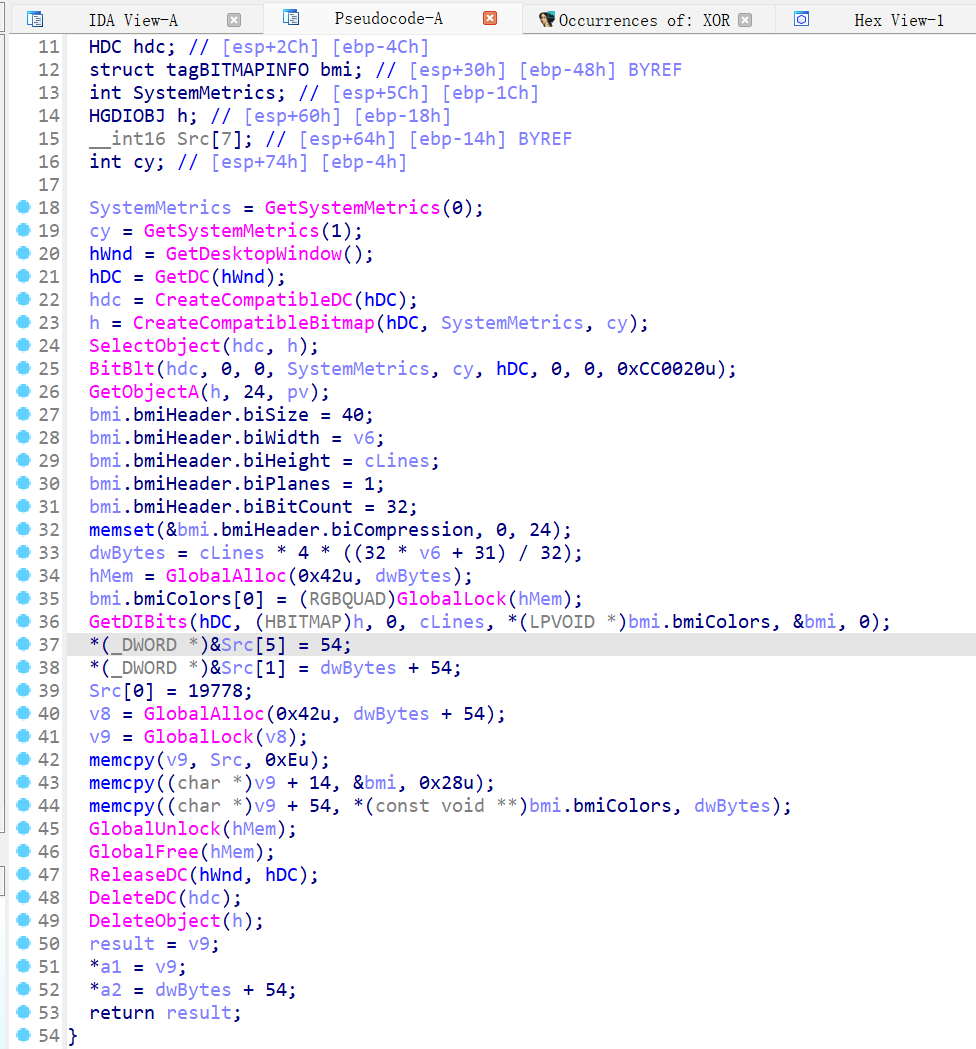 IDA View-A Pseudocode-A Occurrences of: XOR Hex View-1
11 HDC hdc; // [esp+2Ch] [ebp-4Ch]
12 struct tagBITMAPINFO bmi; // [esp+30h] [ebp-48h] BYREF
13 int SystemMetrics; // [esp+5Ch] [ebp-1Ch]
14 HGDIOBJ h; // [esp+60h] [ebp-18h]
15 __int16 Src[7]; // [esp+64h] [ebp-14h] BYREF
16 int cy; // [esp+74h] [ebp-4h]
17
18 SystemMetrics = GetSystemMetrics(0);
19 cy = GetSystemMetrics(1);
20 hWnd = GetDesktopWindow();
21 hDC = GetDC(hWnd);
22 hdc = CreateCompatibleDC(hDC);
23 h = CreateCompatibleBitmap(hDC, SystemMetrics, cy);
24 SelectObject(hdc, h);
25 BitBlt(hdc, 0, 0, SystemMetrics, cy, hDC, 0, 0, 0xCC0020u);
26 GetObjectA(h, 24, pv);
27 bmi.bmiHeader.biSize = 40;
28 bmi.bmiHeader.biWidth = v6;
29 bmi.bmiHeader.biHeight = cLines;
30 bmi.bmiHeader.biPlanes = 1;
31 bmi.bmiHeader.biBitCount = 32;
32 memset(&bmi.bmiHeader.biCompression, 0, 24);
33 dwBytes = cLines * 4 * ((32 * v6 + 31) / 32);
34 hMem = GlobalAlloc(0x42u, dwBytes);
35 bmi.bmiColors[0] = (RGBQUAD)GlobalLock(hMem);
36 GetDIBits(hDC, (HBITMAP)h, 0, cLines, *(LPVOID *)bmi.bmiColors, &bmi, 0);
37 *(_DWORD *)&Src[5] = 54;
38 *(_DWORD *)&Src[1] = dwBytes + 54;
39 Src[0] = 19778;
40 v8 = GlobalAlloc(0x42u, dwBytes + 54);
41 v9 = GlobalLock(v8);
42 memcpy(v9, Src, 0xEu);
43 memcpy((char *)v9 + 14, &bmi, 0x28u);
44 memcpy((char *)v9 + 54, *(const void **)bmi.bmiColors, dwBytes);
45 GlobalUnlock(hMem);
46 GlobalFree(hMem);
47 ReleaseDC(hWnd, hDC);
48 DeleteDC(hdc);
49 DeleteObject(h);
50 result = v9;
51 *a1 = v9;
52 *a2 = dwBytes + 54;
53 return result;
54 }